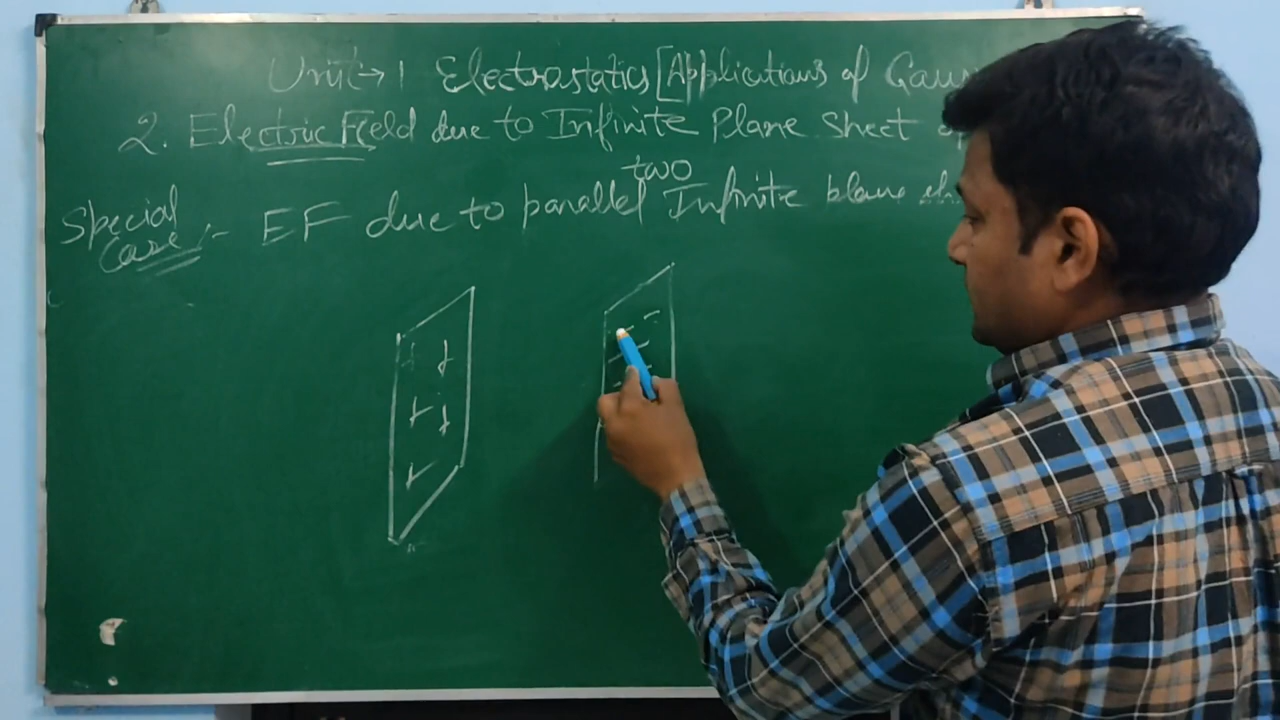 Unit→1 Electrostatics [Applications of Gau
2. Electric Field due to Infinite Plane Sheet
two
Special Case:- EF due to parallel Infinite plane
+ +
+ +
+